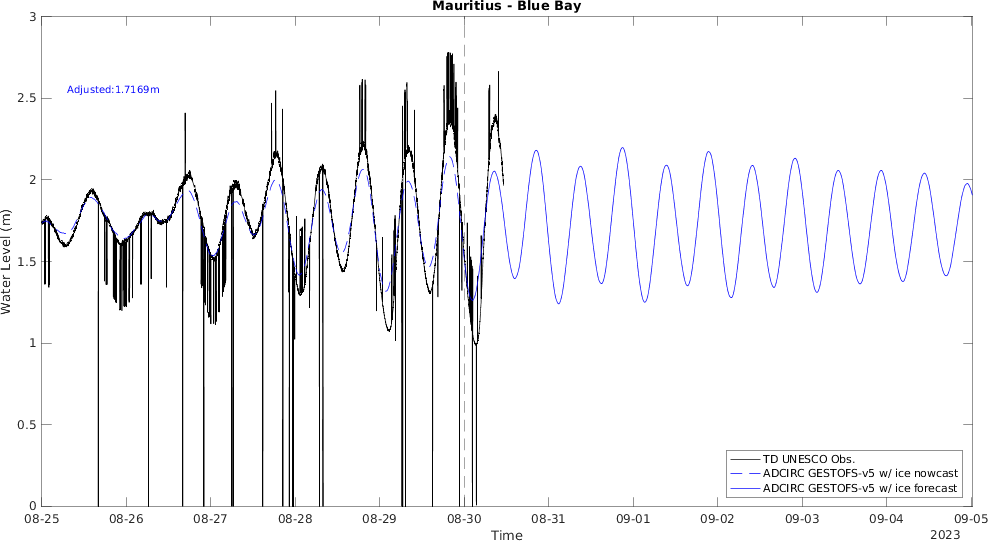 Mauritius - Blue Bay
3
2.5
2
1.5
1
0.5
0
Water Level (m)
Adjusted:1.7169m
TD UNESCO Obs.
ADCIRC GESTOFS-v5 w/ ice nowcast
ADCIRC GESTOFS-v5 w/ ice forecast
08-25 08-26 08-27 08-28 08-29 08-30 08-31 09-01 09-02 09-03 09-04 09-05
Time
2023